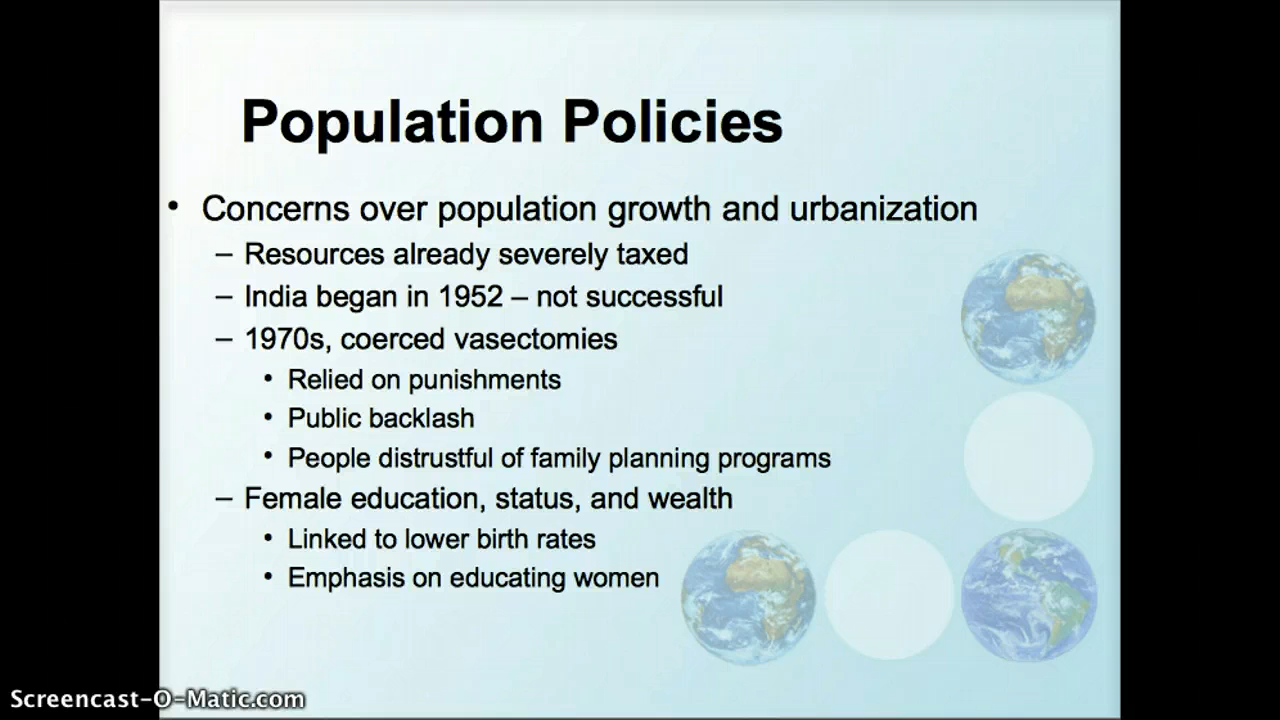 Population Policies
• Concerns over population growth and urbanization
– Resources already severely taxed
– India began in 1952 – not successful
– 1970s, coerced vasectomies
• Relied on punishments
• Public backlash
• People distrustful of family planning programs
– Female education, status, and wealth
• Linked to lower birth rates
• Emphasis on educating women
Screencast-O-Matic.com